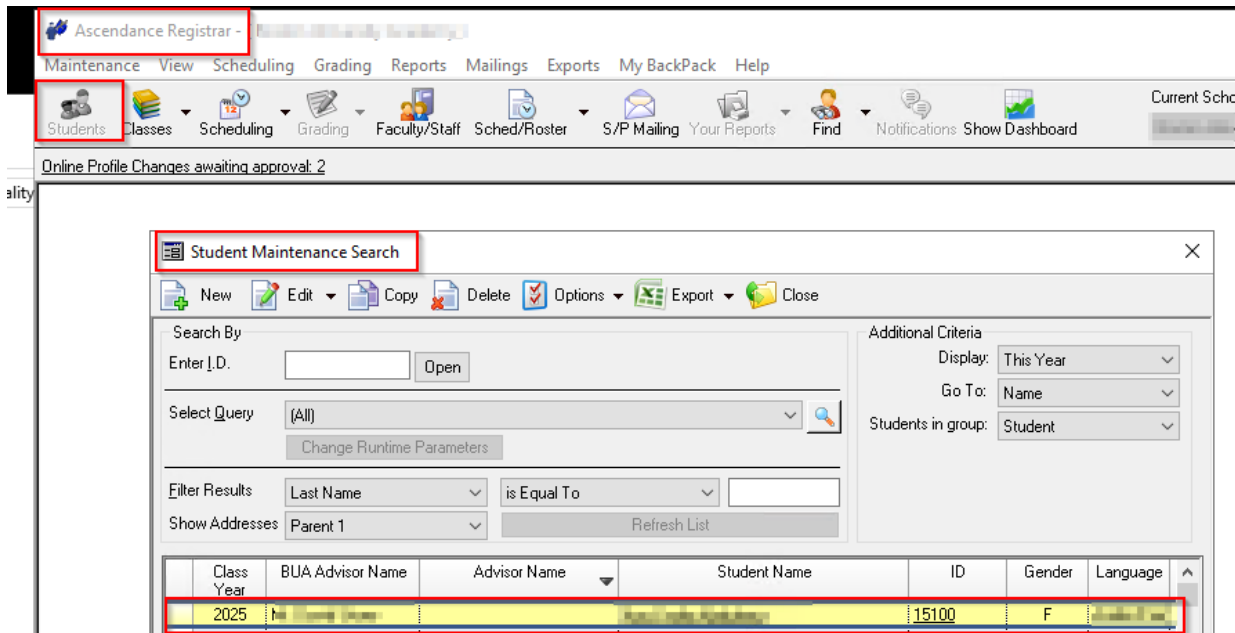 Ascendance Registrar -
Maintenance View Scheduling Grading Reports Mailings Exports My BackPack Help
Students Classes Scheduling Grading Faculty/Staff Sched/Roster S/P Mailing Your Reports Find Notifications Show Dashboard
Current Scho
Online Profile Changes awaiting approval: 2
ality
Student Maintenance Search
New Edit Copy Delete Options Export Close
Search By
Enter I.D. Open
Select Query (All)
Change Runtime Parameters
Filter Results Last Name is Equal To
Show Addresses Parent 1 Refresh List
Additional Criteria
Display: This Year
Go To: Name
Students in group: Student
Class Year BUA Advisor Name Advisor Name Student Name ID Gender Language
2025 15100 F